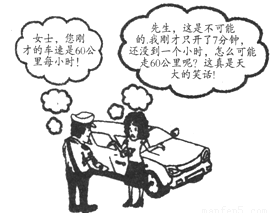 女士，您刚
才的车速是60公
里每小时！
先生，这是不可能
的.我刚才只开了7分钟，
还没到一个小时，怎么可能
走60公里呢？这真是天
大的笑话！